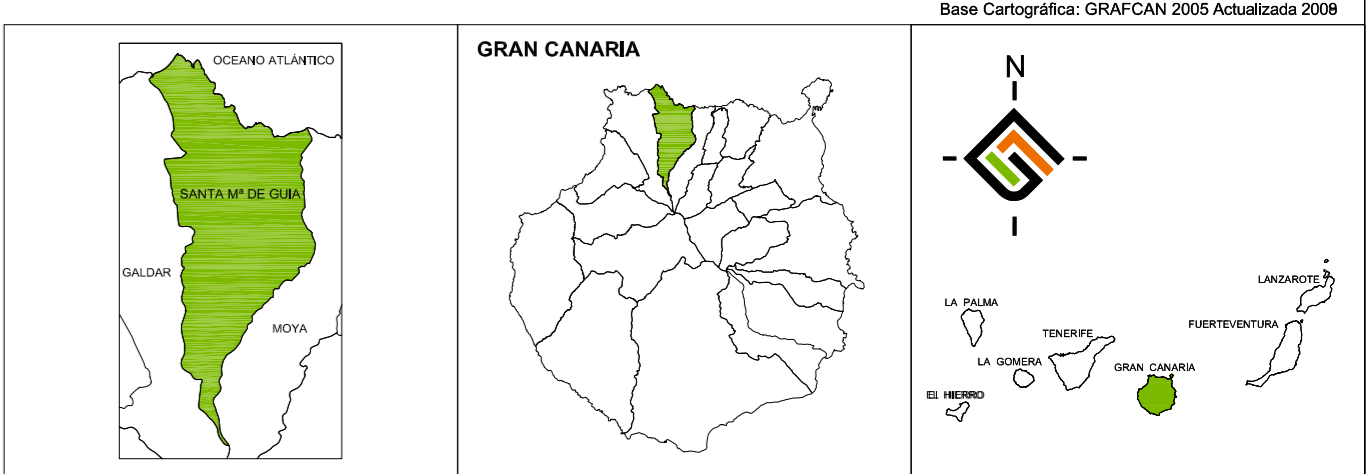 Base Cartográfica: GRAFCAN 2005 Actualizada 2009
OCEANO ATLÁNTICO
SANTA Mª DE GUIA
GALDAR
MOYA
GRAN CANARIA
N
LANZAROTE
LA PALMA
FUERTEVENTURA
TENERIFE
LA GOMERA
GRAN CANARIA
EL HIERRO